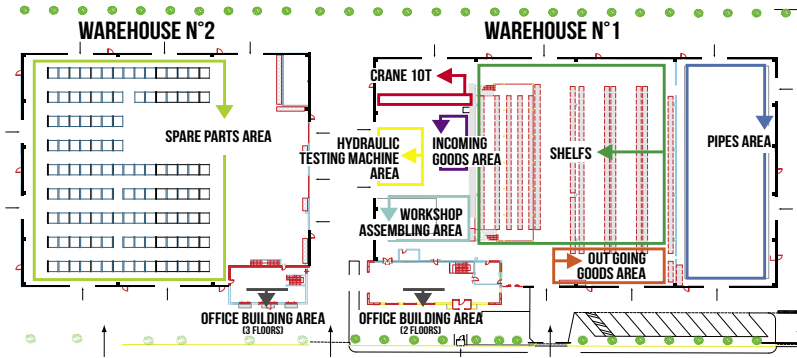 WAREHOUSE N°2
WAREHOUSE N°1
CRANE 10T
SPARE PARTS AREA
HYDRAULIC
TESTING MACHINE
AREA
INCOMING
GOODS AREA
SHELFS
PIPES AREA
WORKSHOP
ASSEMBLING AREA
OUT GOING
GOODS AREA
OFFICE BUILDING AREA
(3 FLOORS)
OFFICE BUILDING AREA
(2 FLOORS)